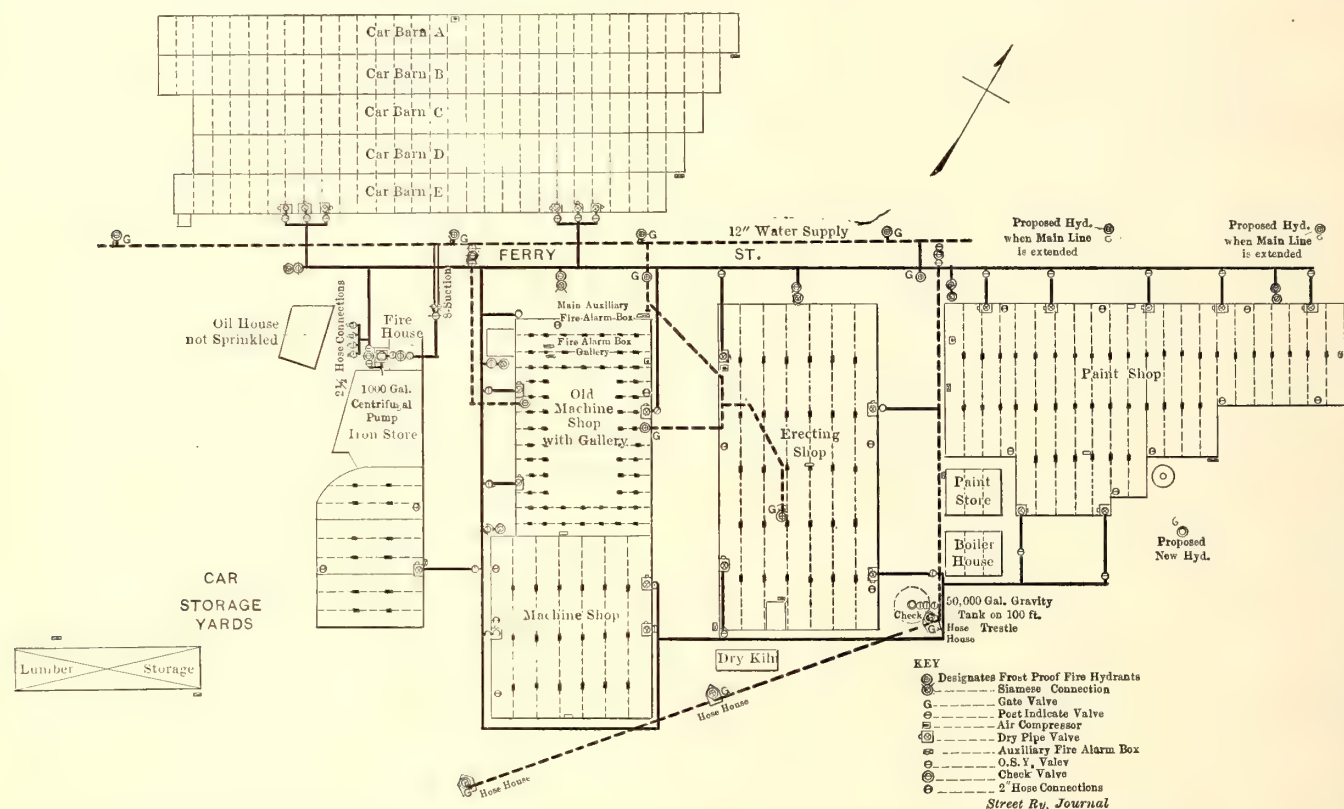 Car Barn A
Car Barn B
Car Barn C
Car Barn D
Car Barn E
G
G
G
G
12" Water Supply
Proposed Hyd.
when Main Line
is extended
G
Proposed Hyd.
when Main Line
is extended
FERRY ST.
G
G
8-Suction
2½ Hose Connections
Oil House
not Sprinkled
Fire
House
Main Auxiliary
Fire-Alarm-Box
Fire Alarm Box
Gallery
1000 Gal.
Centrifugal
Pump
Iron Store
Old
Machine
Shop
with Gallery
G
Erecting
Shop
G
Paint Shop
Paint
Store
Boiler
House
G
Proposed
New Hyd.
CAR
STORAGE
YARDS
Machine Shop
Check
50,000 Gal. Gravity
Tank on 100 ft.
Trestle
G
Hose
House
Lumber Storage
Dry Kiln
G
Hose House
G
Hose House
KEY
Designates Frost Proof Fire Hydrants
Siamese Connection
G Gate Valve
Post Indicate Valve
Air Compressor
Dry Pipe Valve
Auxiliary Fire Alarm Box
O.S.Y. Valev
Check Valve
2" Hose Connections
Street Ry. Journal